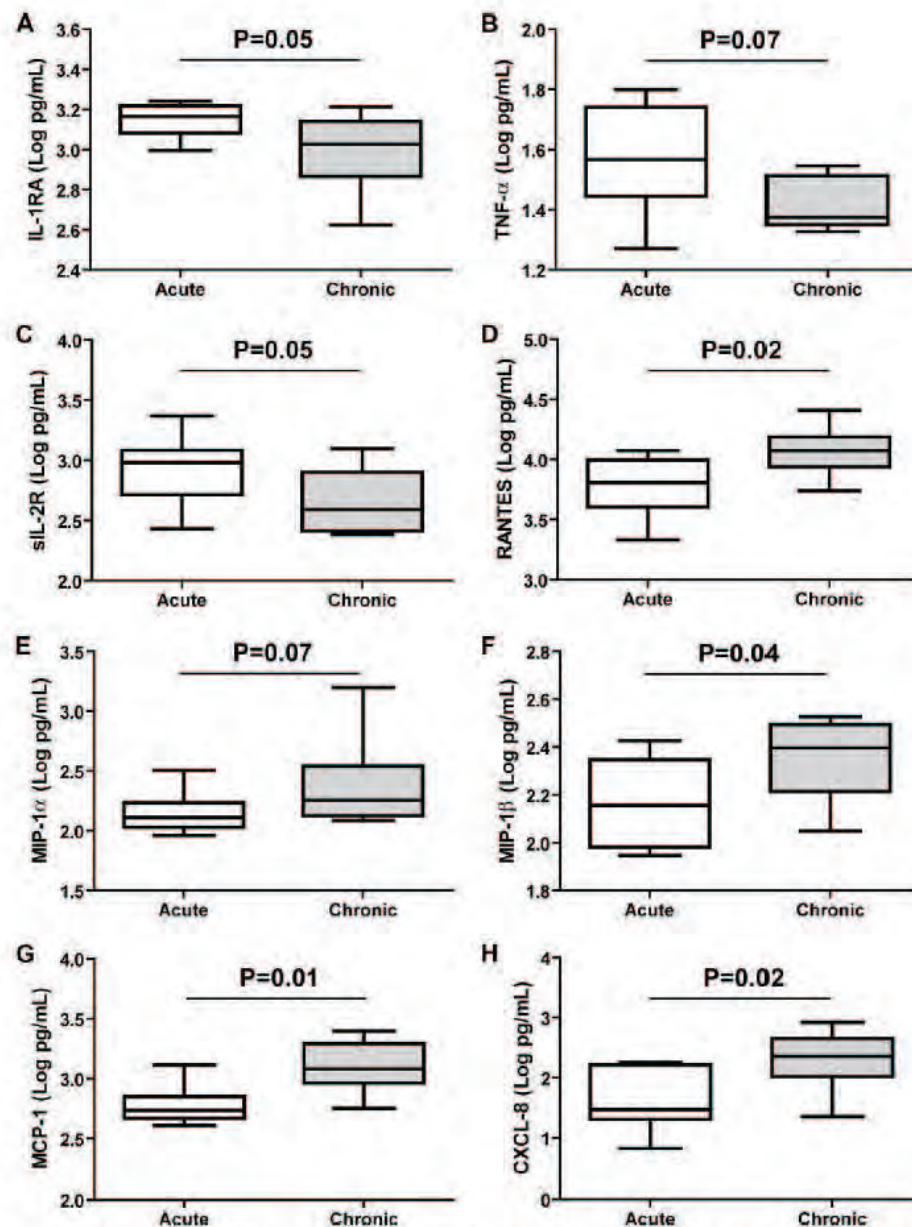 A
P=0.05
IL-1RA (Log pg/mL)
3.6
3.4
3.2
3.0
2.8
2.6
2.4
Acute
Chronic
B
P=0.07
TNF-α (Log pg/mL)
2.0
1.8
1.6
1.4
1.2
Acute
Chronic
C
P=0.05
sIL-2R (Log pg/mL)
4.0
3.5
3.0
2.5
2.0
Acute
Chronic
D
P=0.02
RANTES (Log pg/mL)
5.0
4.5
4.0
3.5
3.0
Acute
Chronic
E
P=0.07
MIP-1α (Log pg/mL)
3.5
3.0
2.5
2.0
1.5
Acute
Chronic
F
P=0.04
MIP-1β (Log pg/mL)
2.8
2.6
2.4
2.2
2.0
1.8
Acute
Chronic
G
P=0.01
MCP-1 (Log pg/mL)
4.0
3.5
3.0
2.5
2.0
Acute
Chronic
H
P=0.02
CXCL-8 (Log pg/mL)
4
3
2
1
0
Acute
Chronic